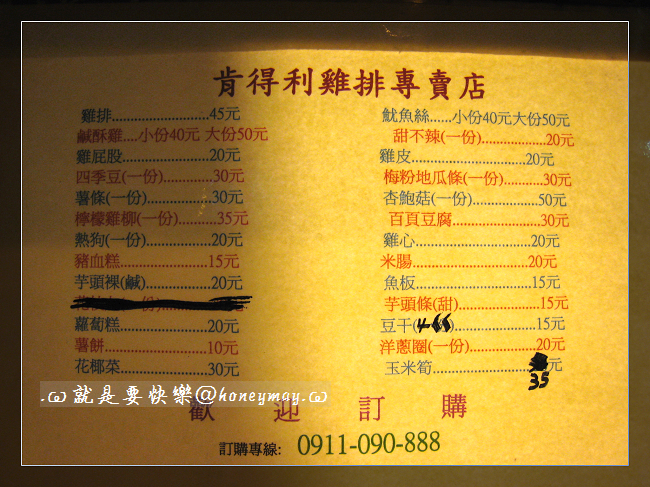 肯得利雞排專賣店
雞排..........................45元
鹹酥雞....小份40元 大份50元
雞屁股..........................20元
四季豆(一份)...............30元
薯條(一份)....................30元
檸檬雞柳(一份)...........35元
熱狗(一份)....................20元
豬血糕..........................15元
芋頭粿(鹹)....................20元
蘿蔔糕..........................20元
薯餅...............................10元
花椰菜..........................30元
魷魚絲......小份40元大份50元
甜不辣(一份)...................20元
雞皮..........................................20元
梅粉地瓜條(一份)............30元
杏鮑菇(一份)....................50元
百頁豆腐..........................30元
雞心..........................................20元
米腸..........................................20元
魚板..........................................15元
芋頭條(甜)........................15元
豆干.........................15元
洋蔥圈(一份)....................20元
玉米筍..............................元
35
.ω就是要快樂@honeymay.ω
歡迎訂購
訂購專線: 0911-090-888